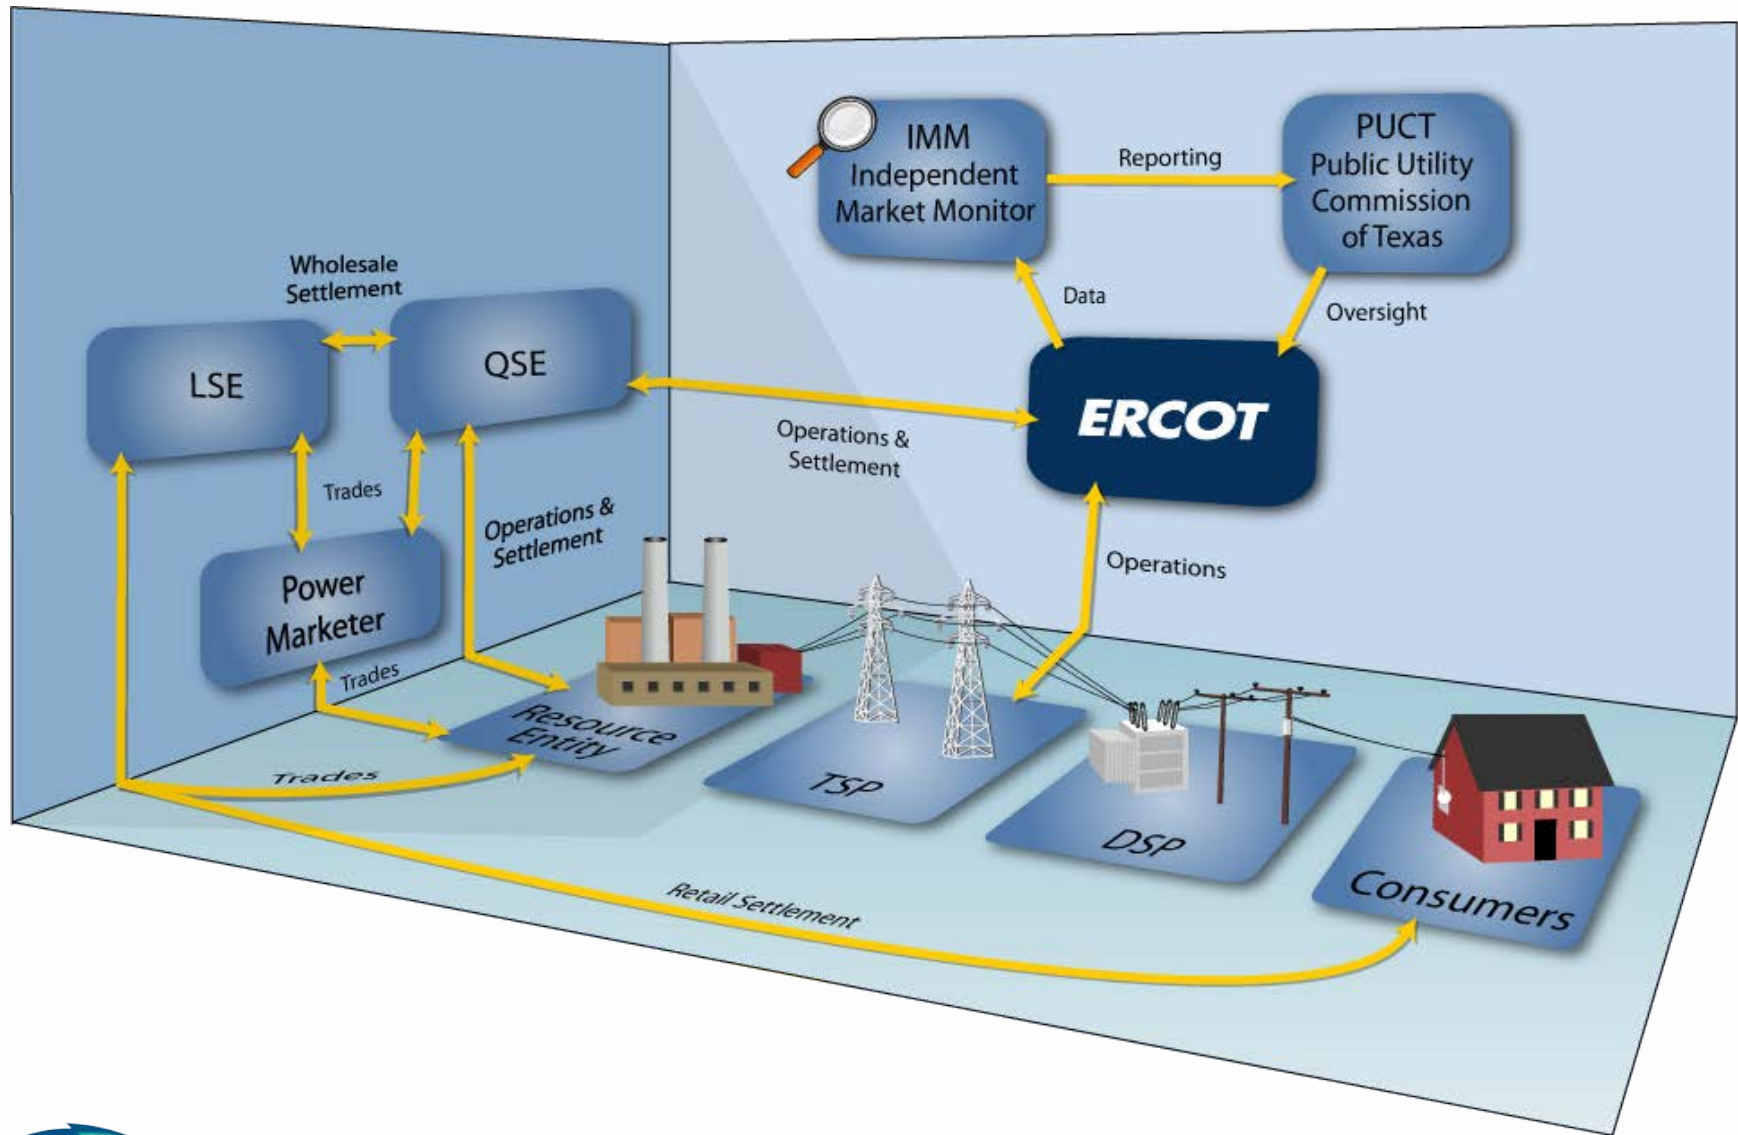 IMM
Independent
Market Monitor
Reporting
PUCT
Public Utility
Commission
of Texas
Data
Oversight
Wholesale
Settlement
LSE
QSE
ERCOT
Operations &
Settlement
Trades
Operations &
Settlement
Operations
Power
Marketer
Trades
Resource
Entity
Trades
TSP
DSP
Consumers
Retail Settlement